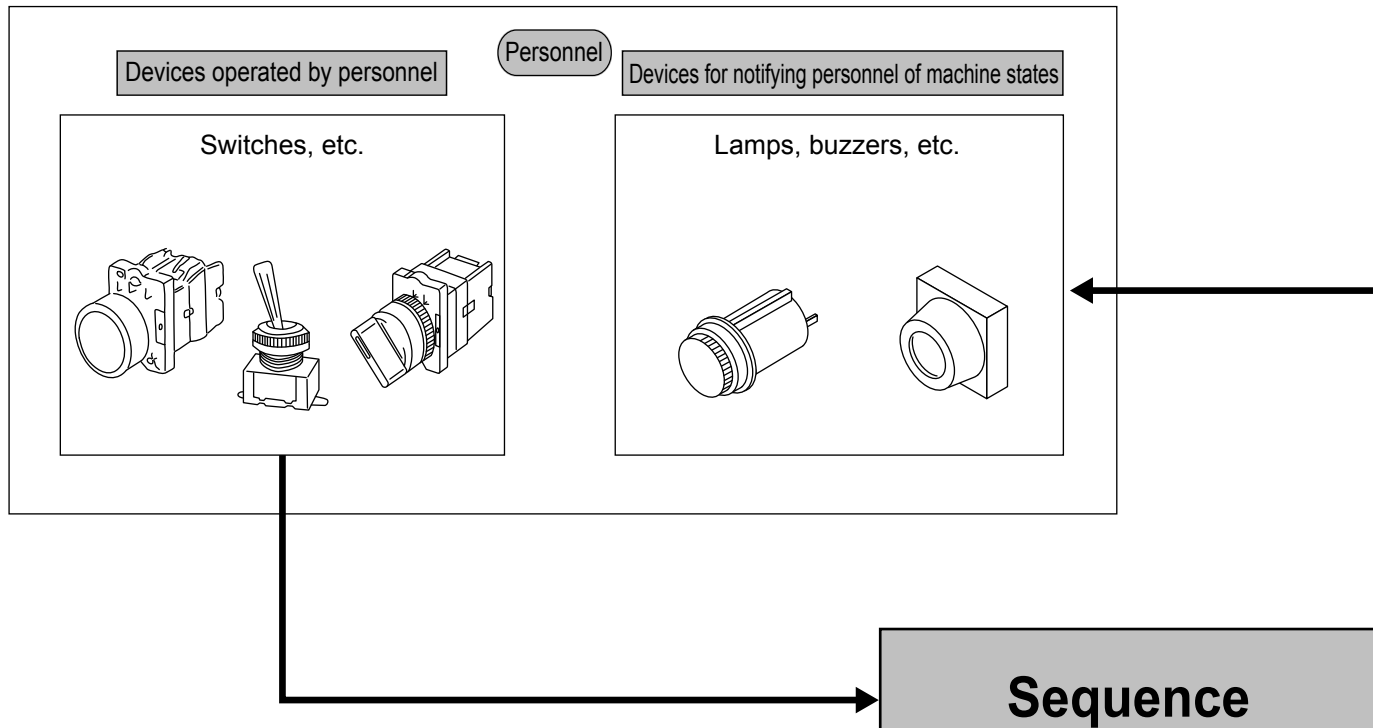 Personnel
Devices operated by personnel
Devices for notifying personnel of machine states
Switches, etc.
Lamps, buzzers, etc.
Sequence